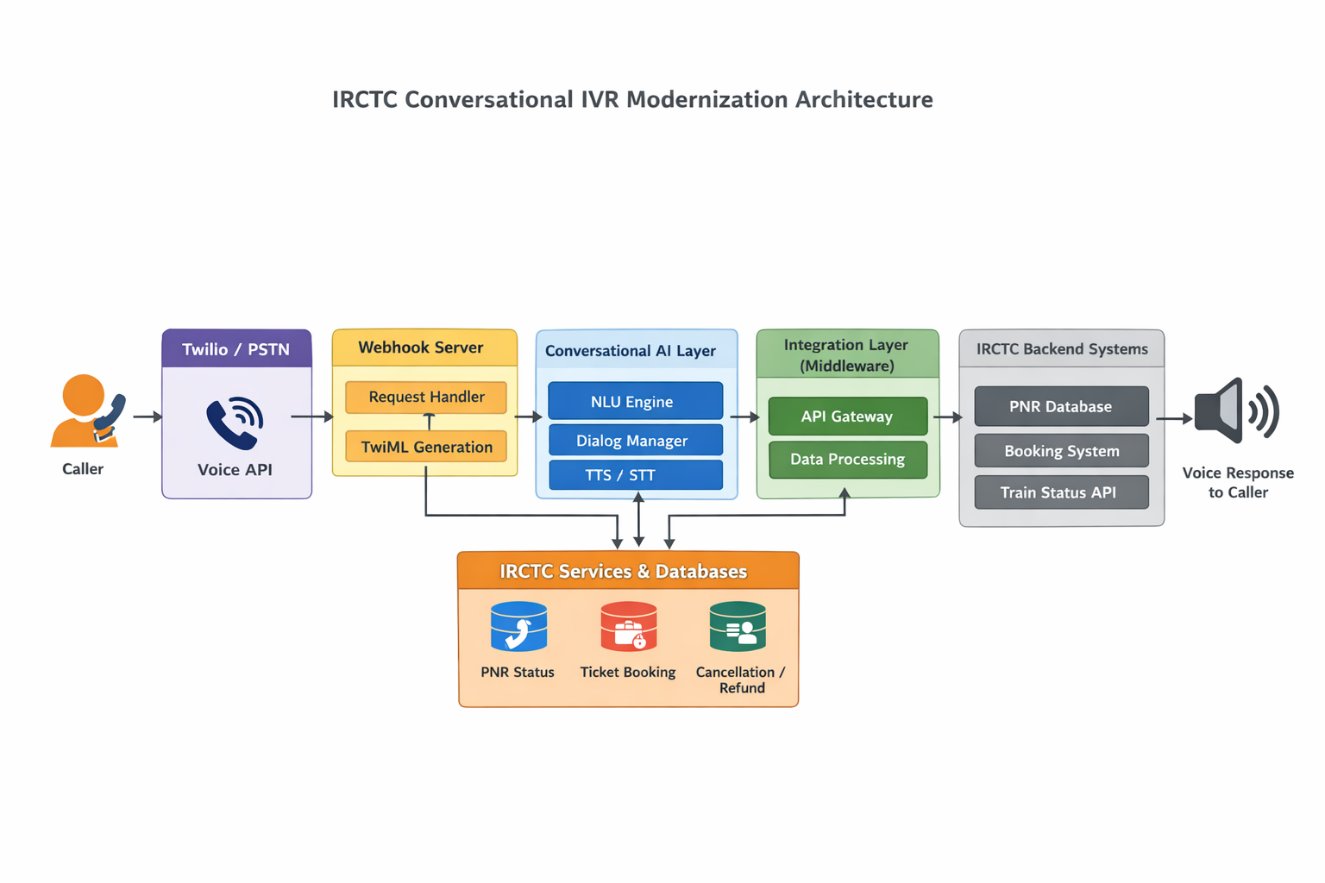 IRCTC Conversational IVR Modernization Architecture
Caller
Twilio / PSTN
Voice API
Webhook Server
Request Handler
TwiML Generation
Conversational AI Layer
NLU Engine
Dialog Manager
TTS / STT
Integration Layer
(Middleware)
API Gateway
Data Processing
IRCTC Backend Systems
PNR Database
Booking System
Train Status API
Voice Response
to Caller
IRCTC Services & Databases
PNR Status
Ticket Booking
Cancellation /
Refund